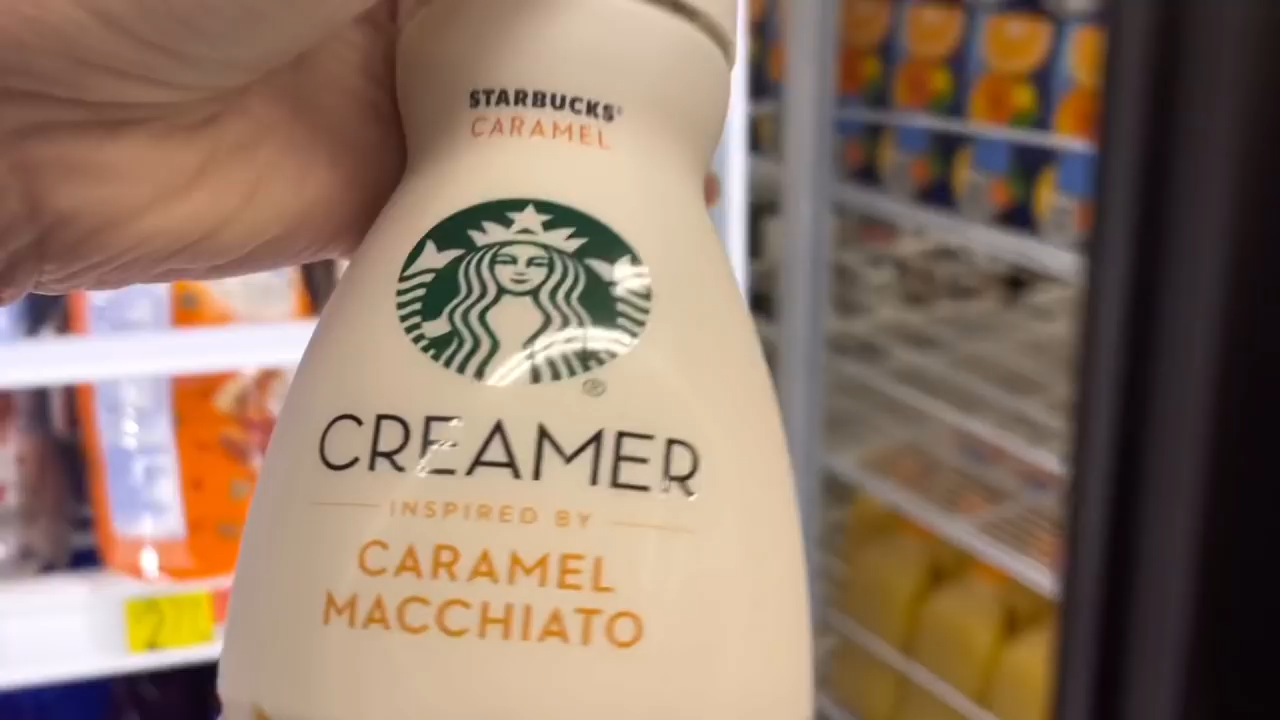 STARBUCKS®
CARAMEL
®
CREAMER
INSPIRED BY
CARAMEL
MACCHIATO